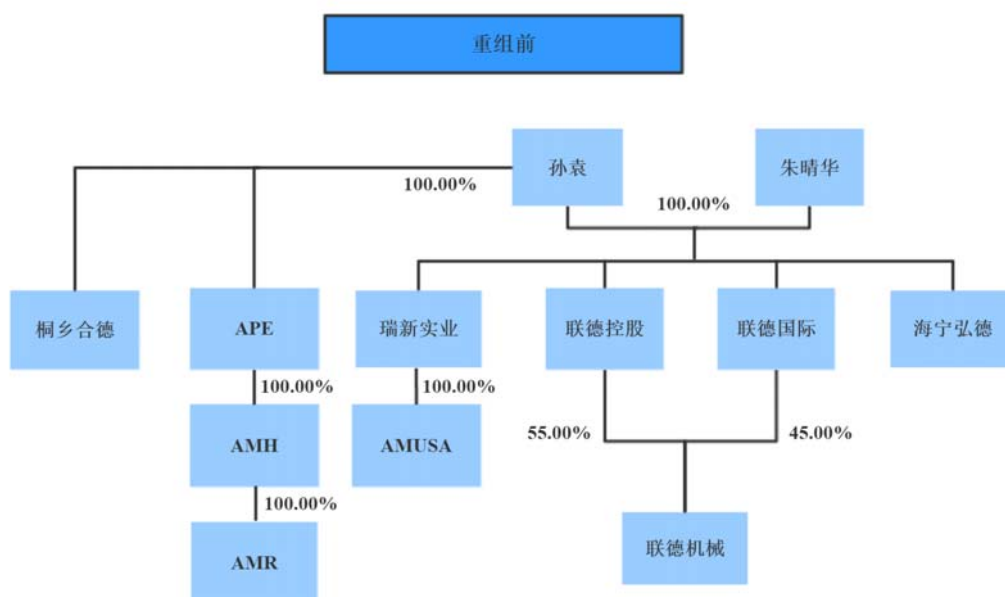 重组前
孙袁
朱晴华
100.00%
100.00%
桐乡合德
APE
瑞新实业
联德控股
联德国际
海宁弘德
100.00%
100.00%
AMH
AMUSA
55.00%
45.00%
100.00%
AMR
联德机械